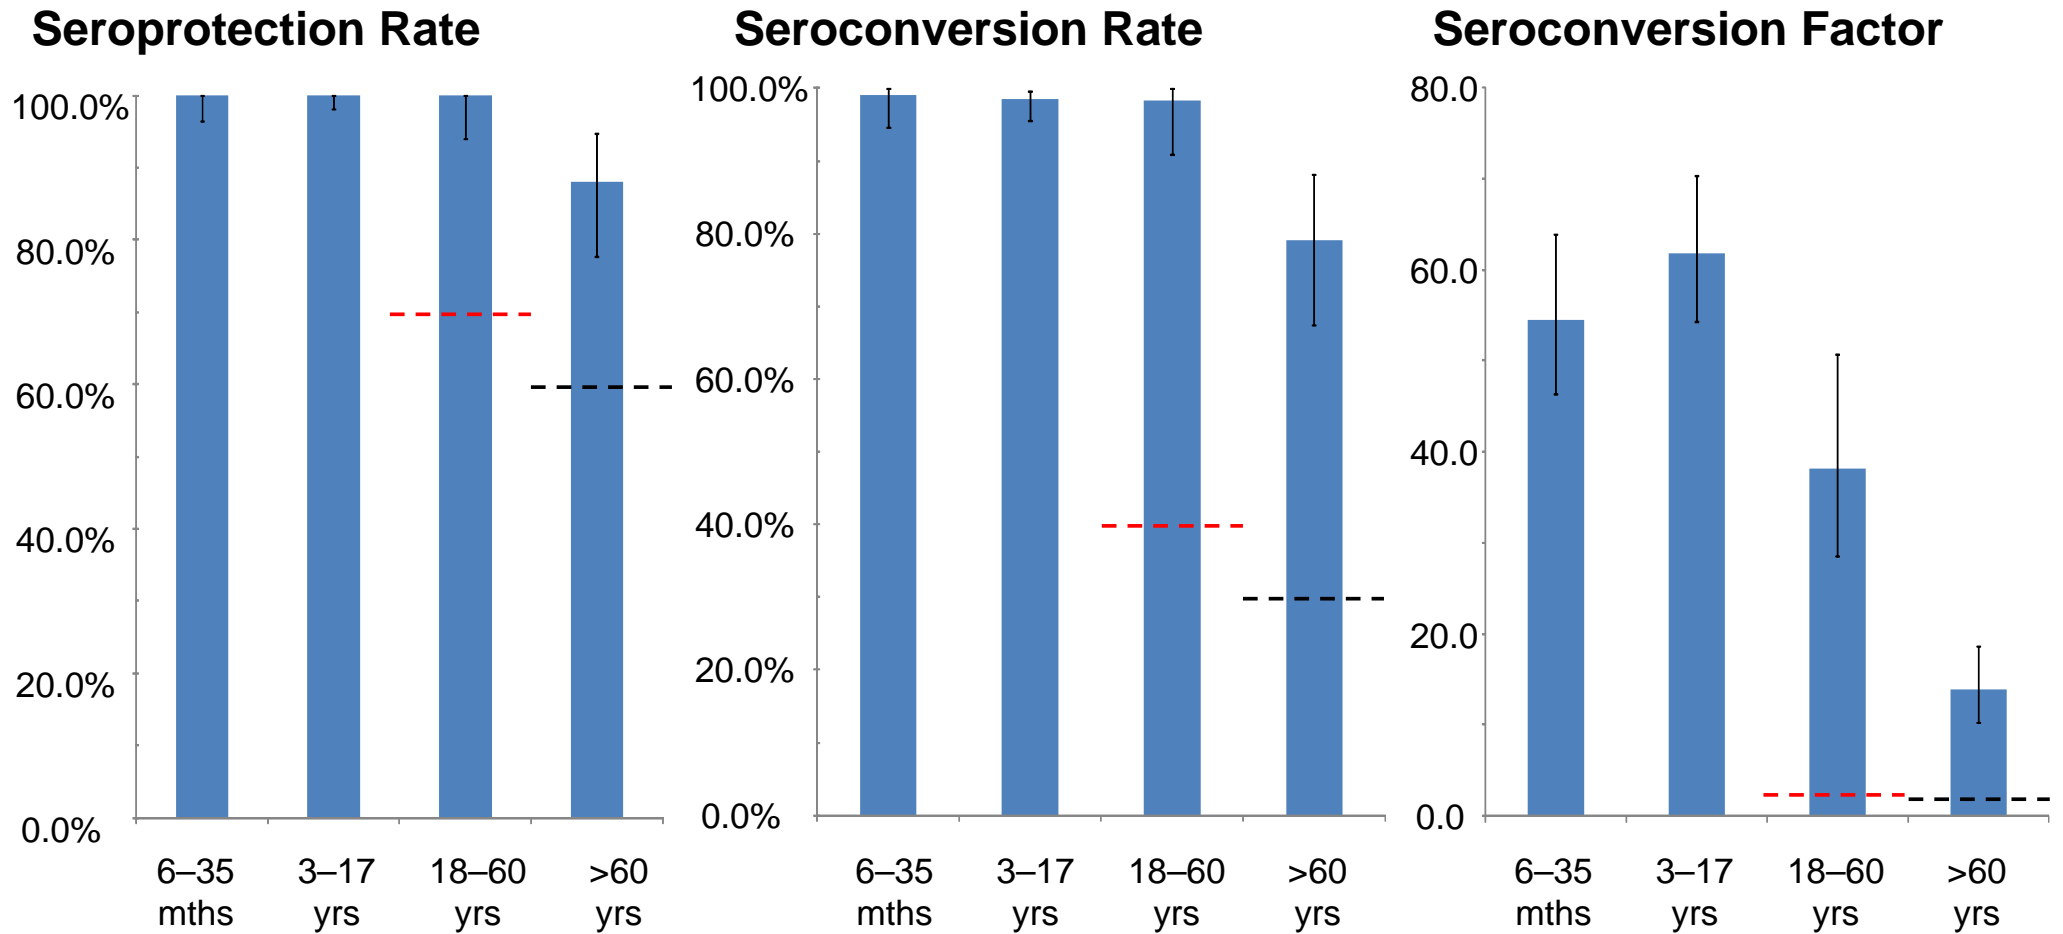 Seroprotection Rate
100.0%
80.0%
60.0%
40.0%
20.0%
0.0%
6–35 mths
3–17 yrs
18–60 yrs
>60 yrs
Seroconversion Rate
100.0%
80.0%
60.0%
40.0%
20.0%
0.0%
6–35 mths
3–17 yrs
18–60 yrs
>60 yrs
Seroconversion Factor
80.0
60.0
40.0
20.0
0.0
6–35 mths
3–17 yrs
18–60 yrs
>60 yrs